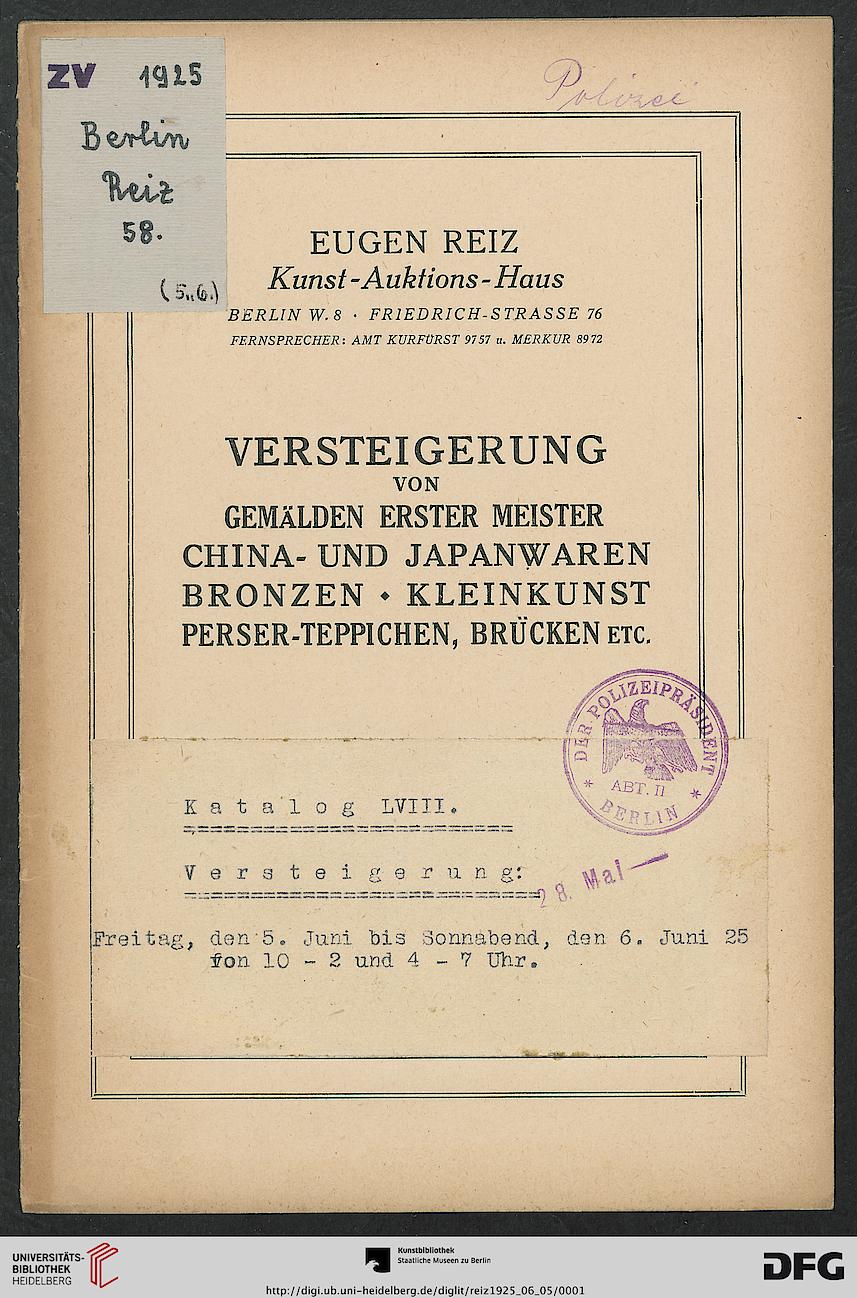 ZV 1925
Berlin
Reiz
58.
(5.,6.)
Polizei
EUGEN REIZ
Kunst-Auktions-Haus
BERLIN W. 8 · FRIEDRICH-STRASSE 76
FERNSPRECHER: AMT KURFÜRST 9757 u. MERKUR 8972
VERSTEIGERUNG
VON
GEMÄLDEN ERSTER MEISTER
CHINA- UND JAPANWAREN
BRONZEN · KLEINKUNST
PERSER-TEPPICHEN, BRÜCKEN ETC.
DER POLIZEIPRÄSIDENT
ABT. II
* BERLIN *
Katalog LVIII.
Versteigerung:
28. Mai
Freitag, den 5. Juni bis Sonnabend, den 6. Juni 25
von 10 - 2 und 4 - 7 Uhr.
UNIVERSITÄTS-
BIBLIOTHEK
HEIDELBERG
Kunstbibliothek
Staatliche Museen zu Berlin
DFG
http://digi.ub.uni-heidelberg.de/diglit/reiz1925_06_05/0001